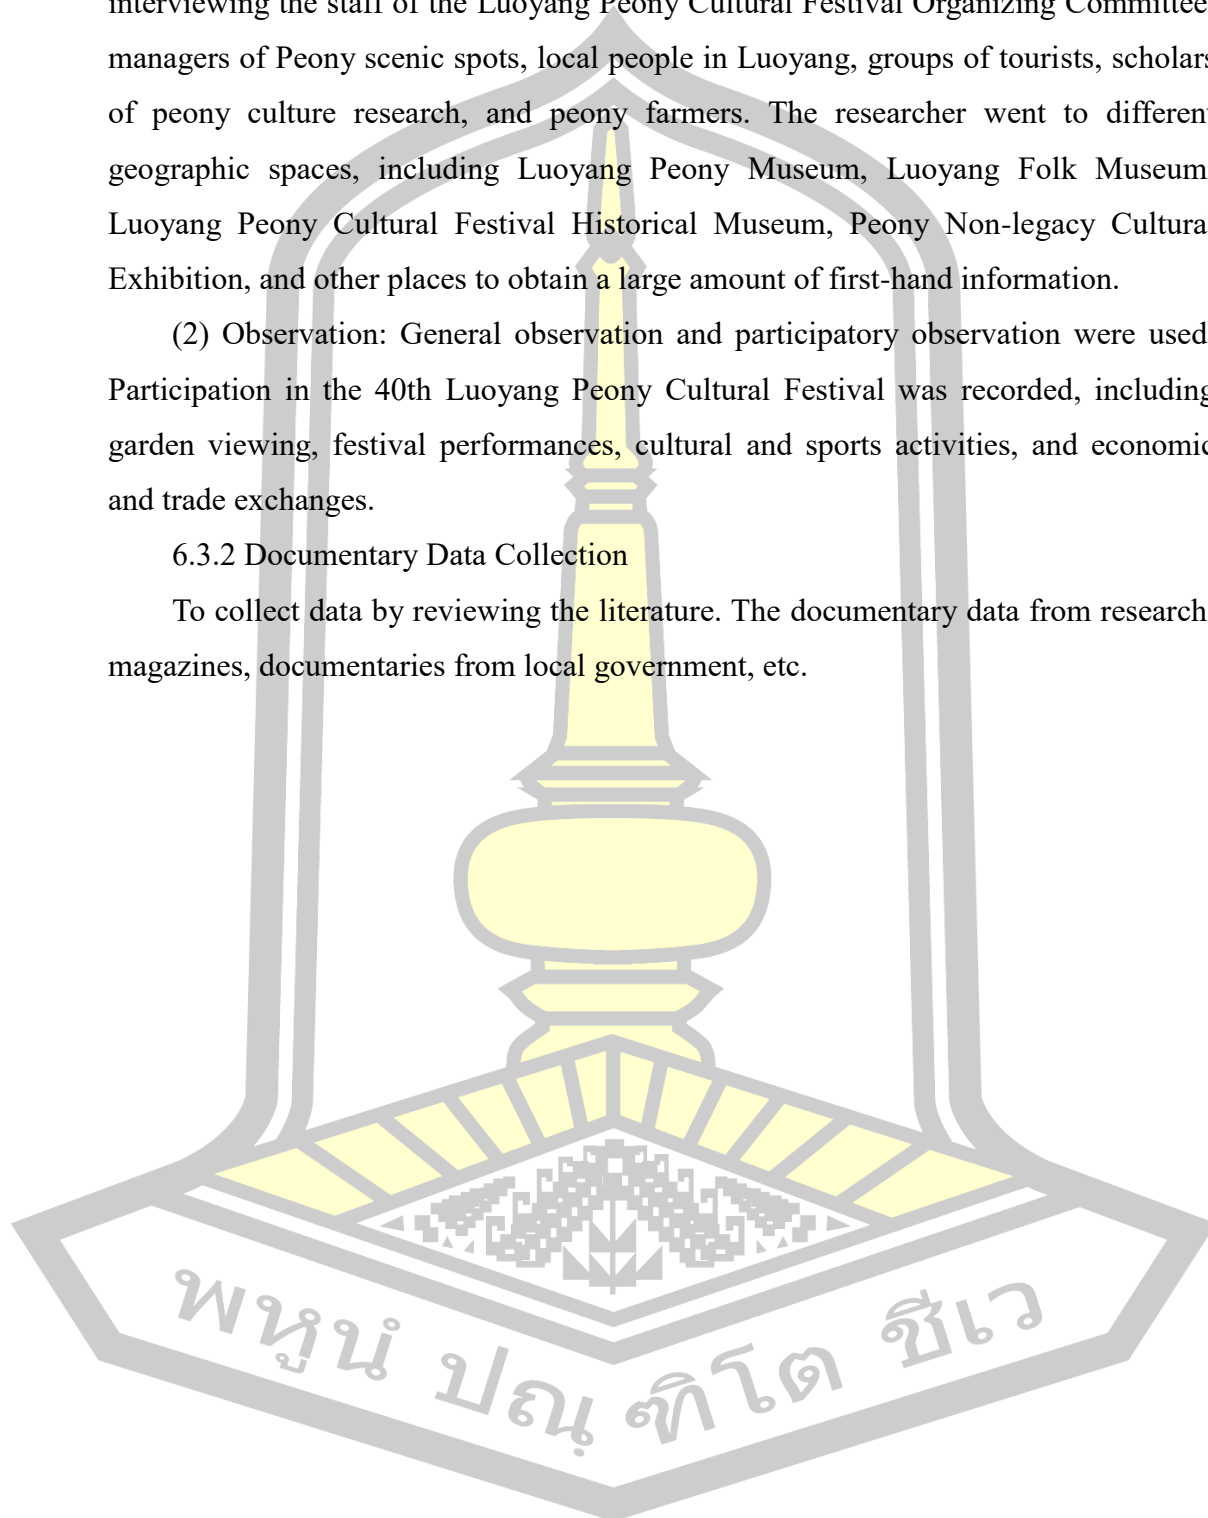 interviewing the staff of the Luoyang Peony Cultural Festival Organizing Committee
managers of Peony scenic spots, local people in Luoyang, groups of tourists, scholars
of peony culture research, and peony farmers. The researcher went to different
geographic spaces, including Luoyang Peony Museum, Luoyang Folk Museum
Luoyang Peony Cultural Festival Historical Museum, Peony Non-legacy Cultura
Exhibition, and other places to obtain a large amount of first-hand information.
(2) Observation: General observation and participatory observation were used
Participation in the 40th Luoyang Peony Cultural Festival was recorded, including
garden viewing, festival performances, cultural and sports activities, and economic
and trade exchanges.
6.3.2 Documentary Data Collection
To collect data by reviewing the literature. The documentary data from research
magazines, documentaries from local government, etc.
พหูนํ ปณฺฑิโต ชีเว